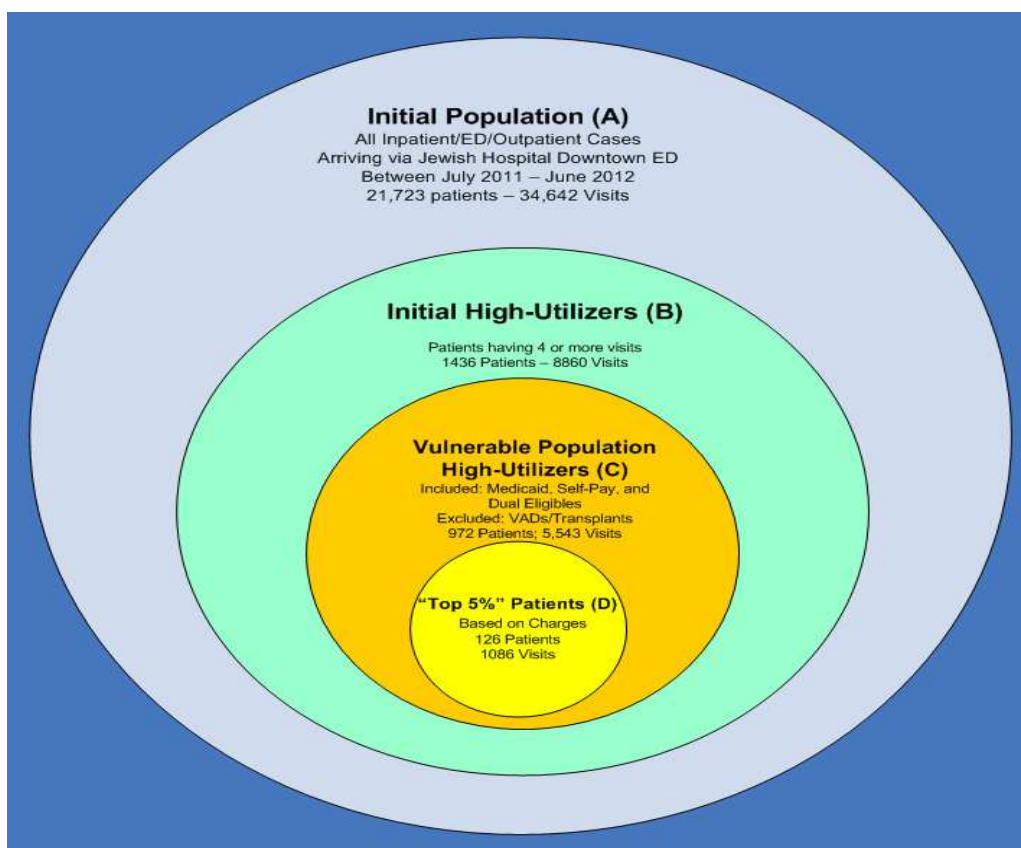 Initial Population (A)
All Inpatient/ED/Outpatient Cases
Arriving via Jewish Hospital Downtown ED
Between July 2011 – June 2012
21,723 patients – 34,642 Visits
Initial High-Utilizers (B)
Patients having 4 or more visits
1436 Patients – 8860 Visits
Vulnerable Population
High-Utilizers (C)
Included: Medicaid, Self-Pay, and
Dual Eligibles
Excluded: VADs/Transplants
972 Patients; 5,543 Visits
“Top 5%” Patients (D)
Based on Charges
126 Patients
1086 Visits